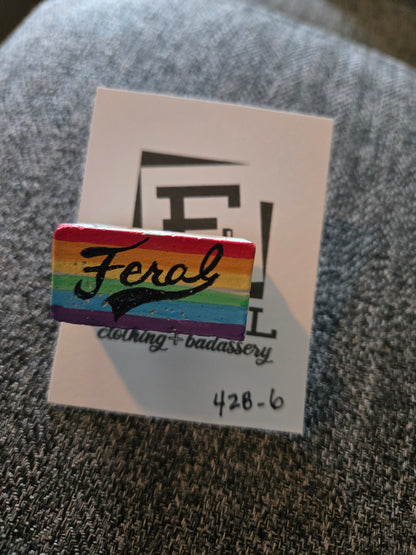 Feral
clothing + badassery
428-6